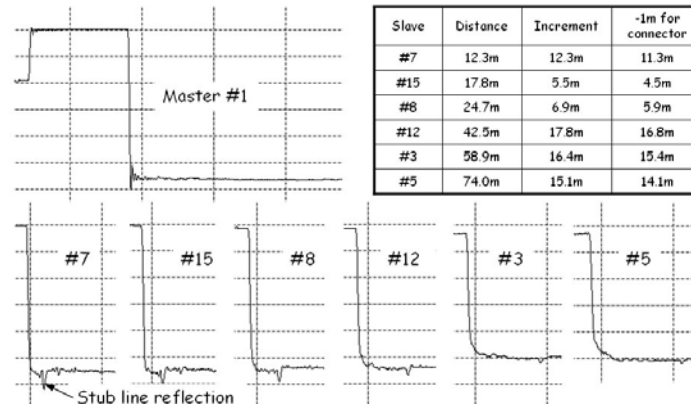 Master #1
Slave Distance Increment -1m for connector
#7 12.3m 12.3m 11.3m
#15 17.8m 5.5m 4.5m
#8 24.7m 6.9m 5.9m
#12 42.5m 17.8m 16.8m
#3 58.9m 16.4m 15.4m
#5 74.0m 15.1m 14.1m
#7 #15 #8 #12 #3 #5
Stub line reflection